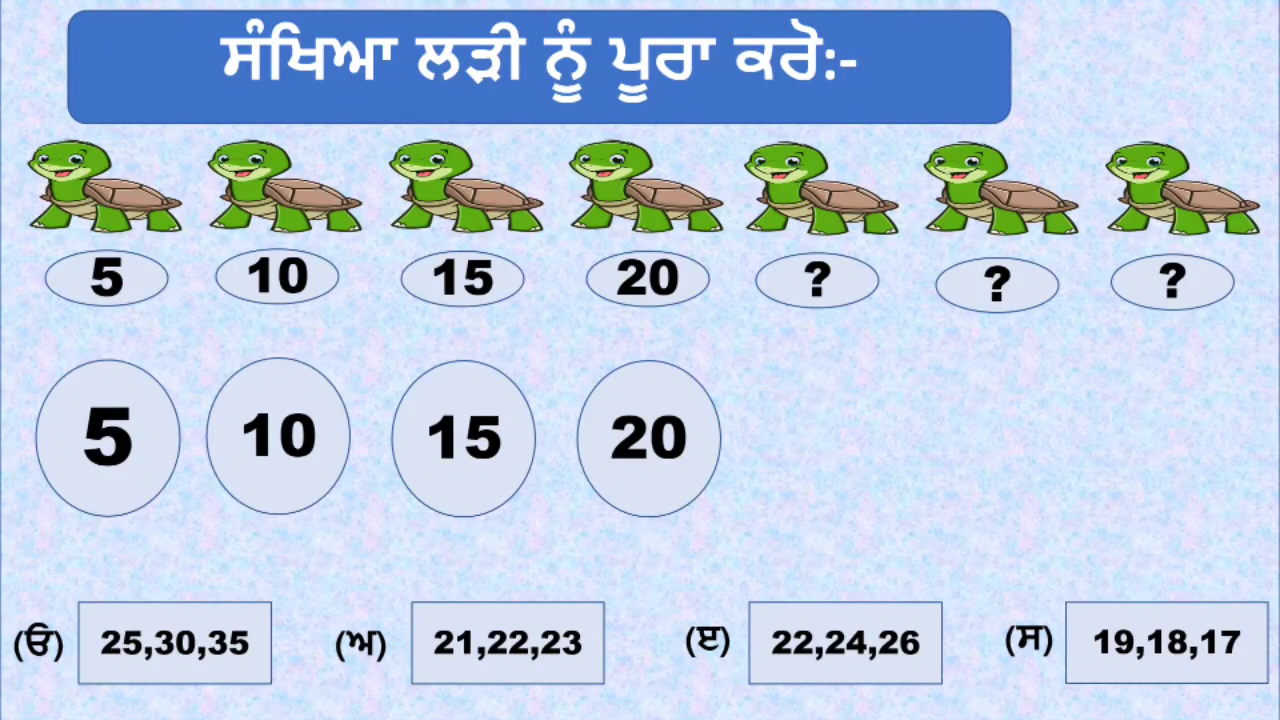 ਸੰਖਿਆ ਲੜੀ ਨੂੰ ਪੂਰਾ ਕਰੋ:-
5 10 15 20 ? ? ?
5 10 15 20
(ੳ) 25,30,35 (ਅ) 21,22,23 (ੲ) 22,24,26 (ਸ) 19,18,17